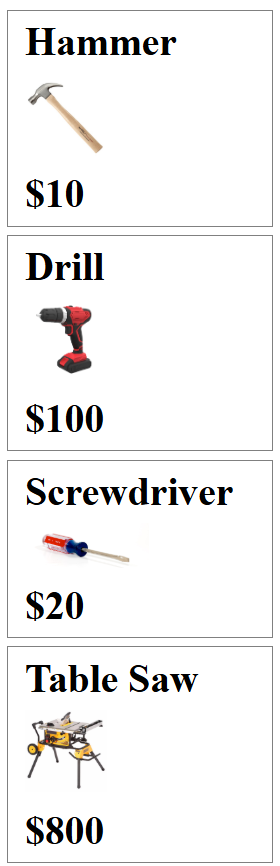 Hammer
$10
Drill
$100
Screwdriver
$20
Table Saw
$800